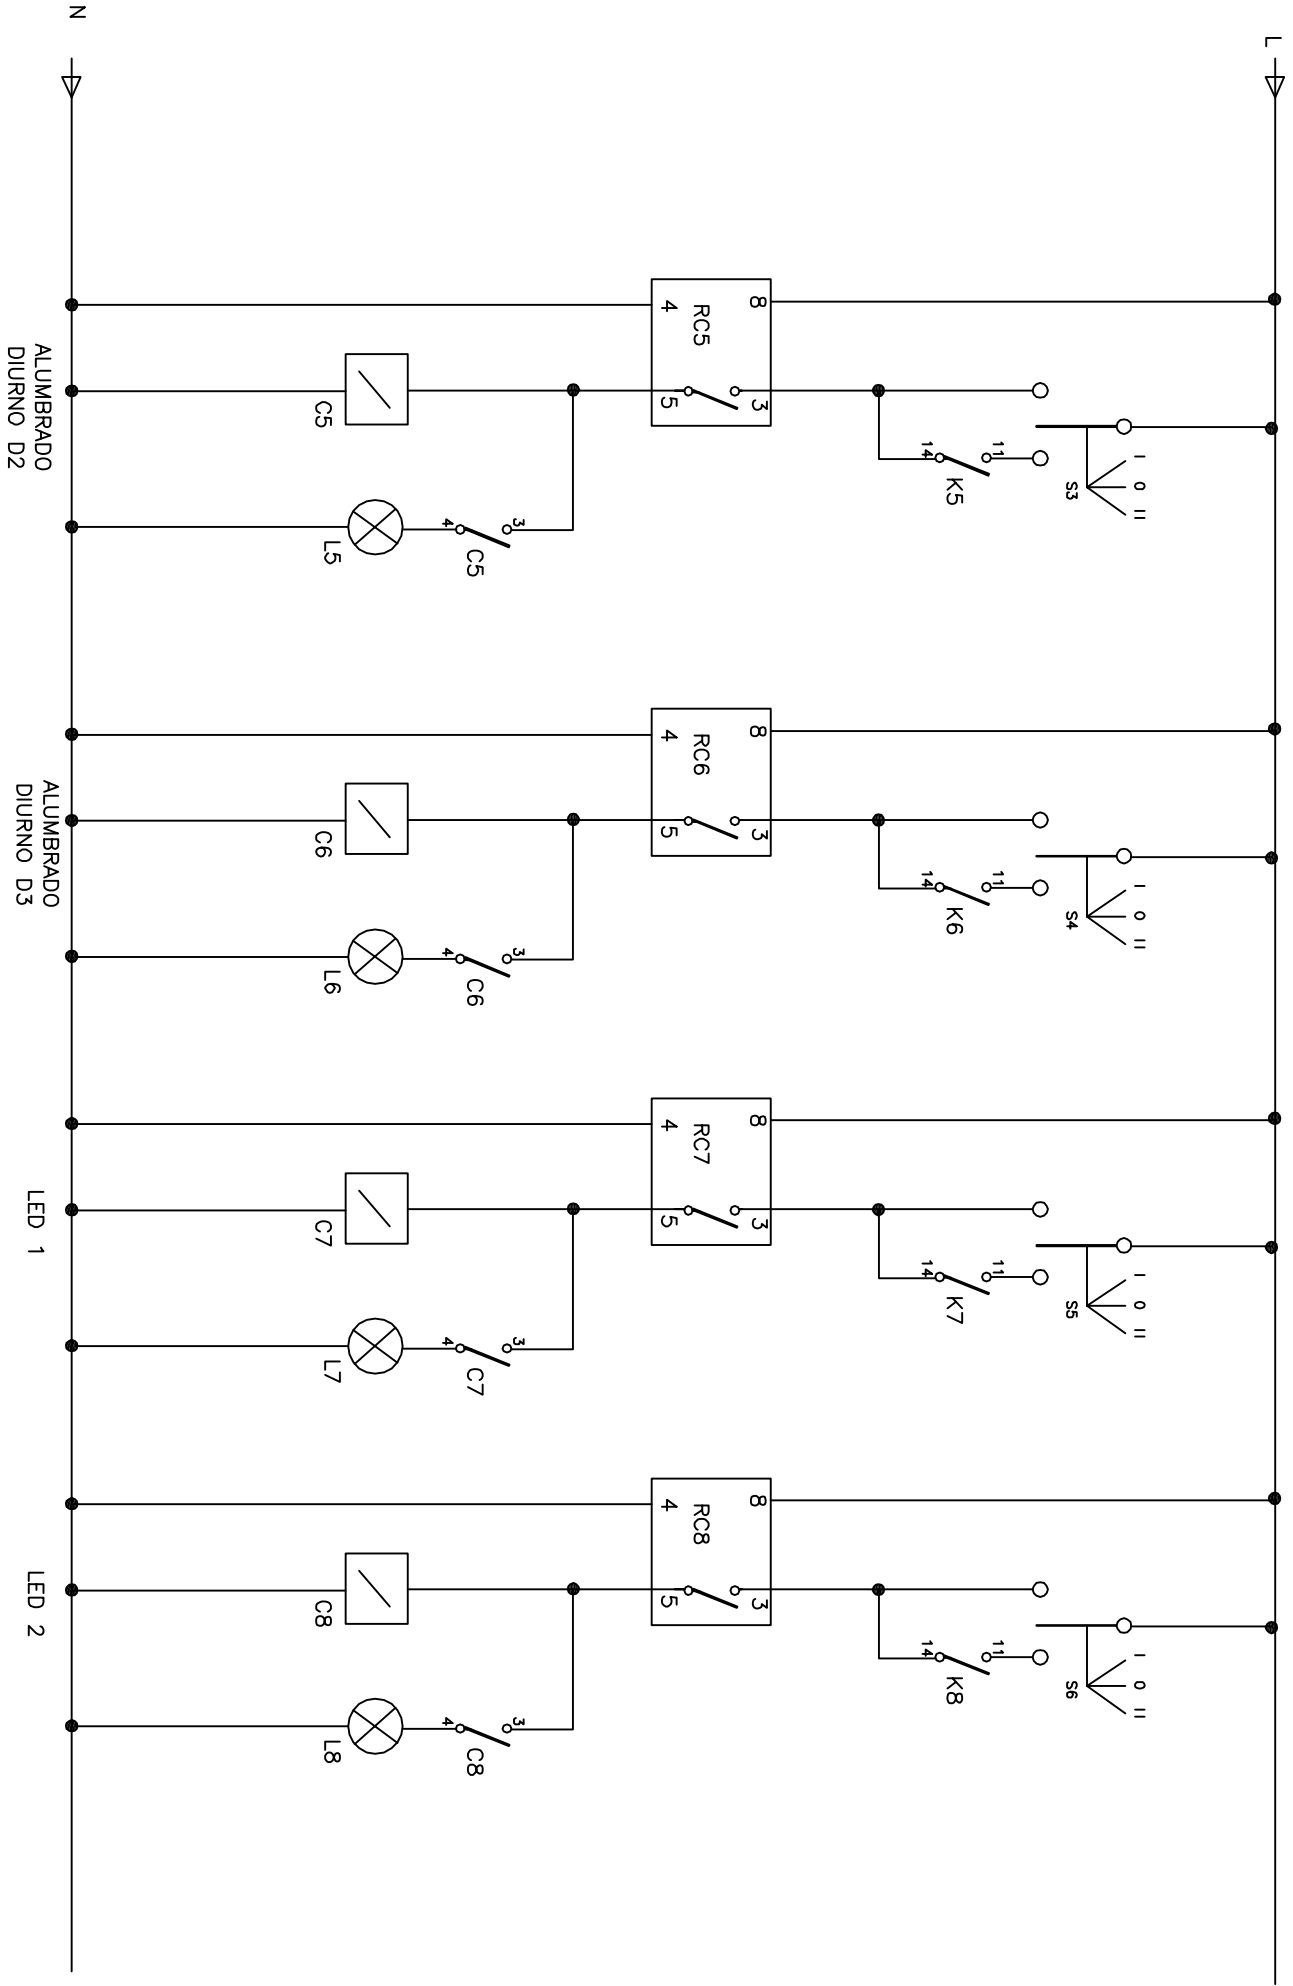 L
N
8
RC5
4
3
5
I
0
II
S3
11
14
K5
C5
3
4
C5
L5
ALUMBRADO
DIURNO D2
8
RC6
4
3
5
I
0
II
S4
11
14
K6
C6
3
4
C6
L6
ALUMBRADO
DIURNO D3
8
RC7
4
3
5
I
0
II
S5
11
14
K7
C7
3
4
C7
L7
LED 1
8
RC8
4
3
5
I
0
II
S6
11
14
K8
C8
3
4
C8
L8
LED 2